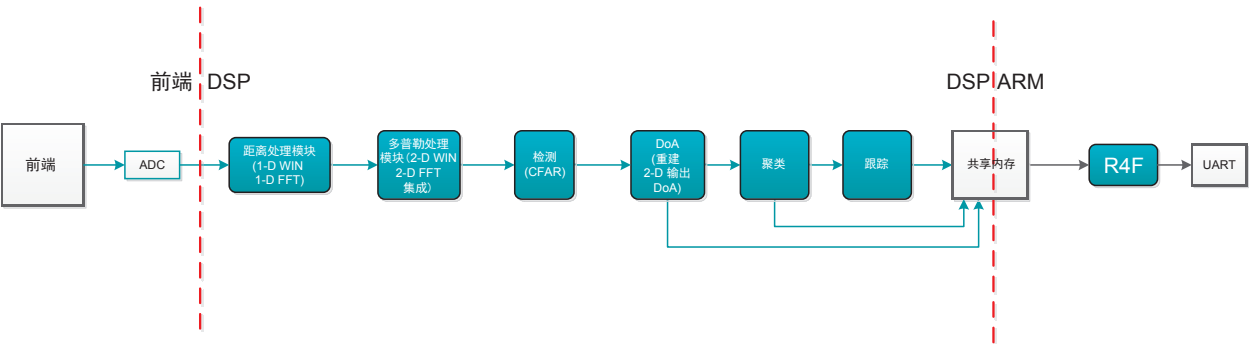 前端
DSP
DSP
ARM
前端
ADC
距离处理模块
(1-D WIN
1-D FFT)
多普勒处理
模块(2-D WIN
2-D FFT
集成)
检测
(CFAR)
DoA
(重建
2-D 输出
DoA)
聚类
跟踪
共享内存
R4F
UART